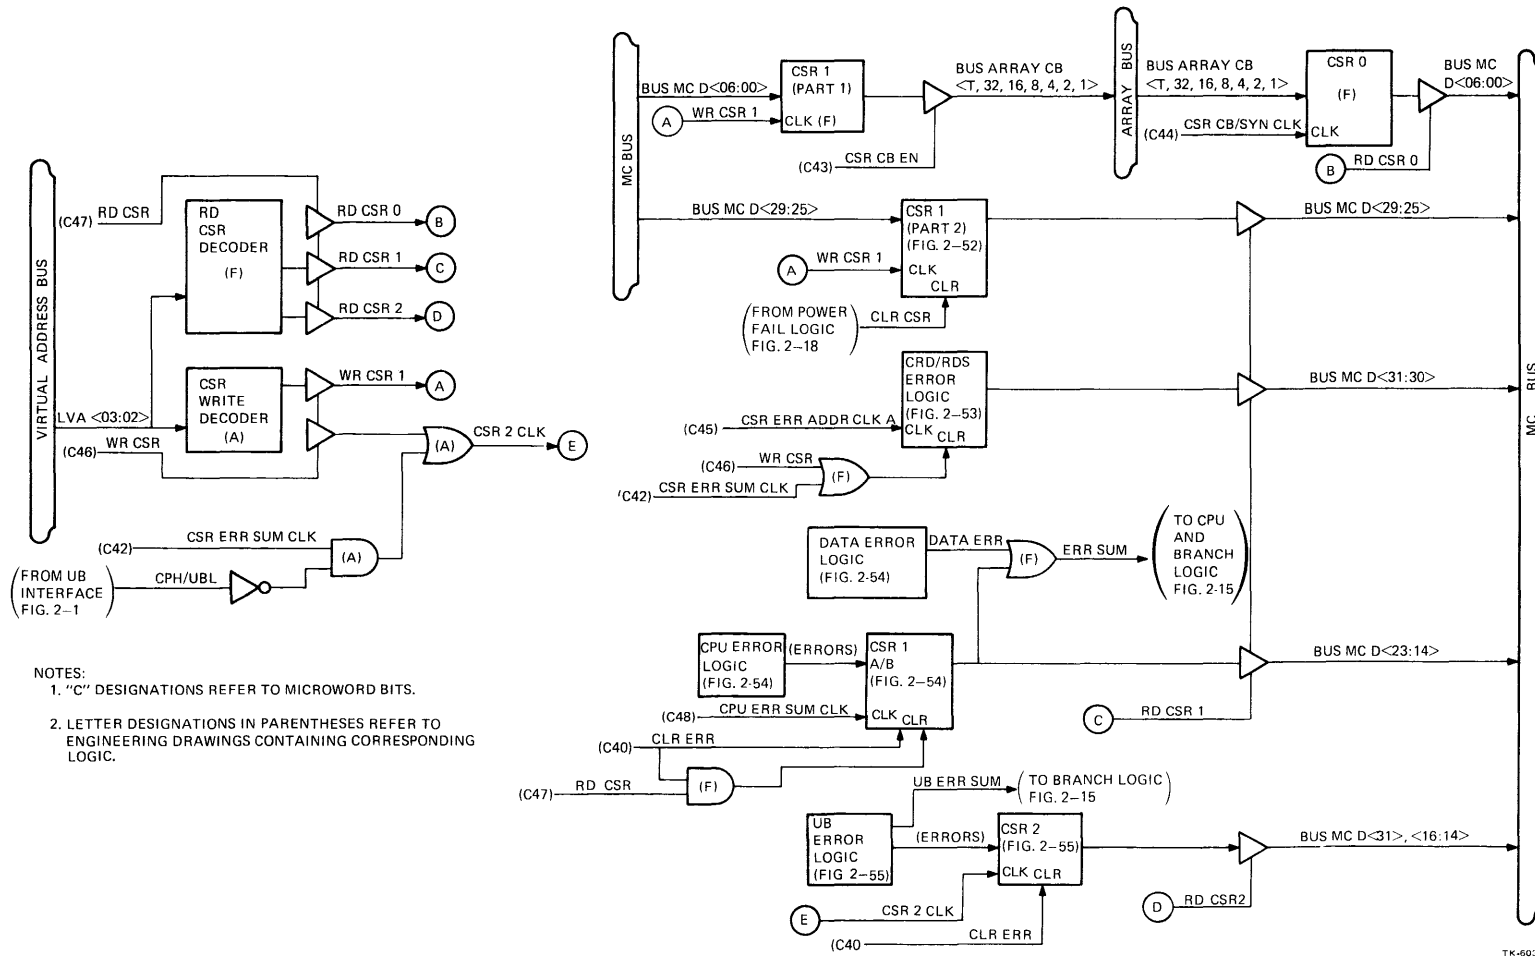 VIRTUAL ADDRESS BUS
(C47) RD CSR
RD
CSR
DECODER
(F)
RD CSR 0
B
RD CSR 1
C
RD CSR 2
D
CSR
WRITE
DECODER
(A)
WR CSR 1
A
LVA <03:02>
(C46) WR CSR
(A)
CSR 2 CLK
E
(C42) CSR ERR SUM CLK
(A)
(FROM UB
INTERFACE
FIG. 2-1)
CPH/UBL
NOTES:
1. "C" DESIGNATIONS REFER TO MICROWORD BITS.
2. LETTER DESIGNATIONS IN PARENTHESES REFER TO
ENGINEERING DRAWINGS CONTAINING CORRESPONDING
LOGIC.
MC BUS
BUS MC D<06:00>
A
WR CSR 1
CSR 1
(PART 1)
CLK (F)
BUS ARRAY CB
<T, 32, 16, 8, 4, 2, 1>
(C43) CSR CB EN
ARRAY BUS
BUS ARRAY CB
<T, 32, 16, 8, 4, 2, 1>
(C44) CSR CB/SYN CLK
CSR 0
(F)
CLK
BUS MC
D<06:00>
B
RD CSR 0
BUS MC D<29:25>
A
WR CSR 1
CSR 1
(PART 2)
(FIG. 2-52)
CLK
CLR
(FROM POWER
FAIL LOGIC
FIG. 2-18)
CLR CSR
BUS MC D<29:25>
CRD/RDS
ERROR
LOGIC
(FIG. 2-53)
CLK
CLR
(C45) CSR ERR ADDR CLK A
(C46) WR CSR
(C42) CSR ERR SUM CLK
(F)
BUS MC D<31:30>
DATA ERROR
LOGIC
(FIG. 2-54)
DATA ERR
(F)
ERR SUM
(TO CPU
AND
BRANCH
LOGIC
FIG. 2-15)
CPU ERROR
LOGIC
(FIG. 2-54)
(ERRORS)
CSR 1
A/B
(FIG. 2-54)
CLK CLR
(C48) CPU ERR SUM CLK
(C40) CLR ERR
(C47) RD CSR
(F)
BUS MC D<23:14>
C
RD CSR 1
UB
ERROR
LOGIC
(FIG 2-55)
UB ERR SUM
(TO BRANCH LOGIC
FIG. 2-15)
(ERRORS)
CSR 2
(FIG. 2-55)
CLK CLR
E
CSR 2 CLK
(C40 CLR ERR
BUS MC D<31>, <16:14>
D
RD CSR2
MC BUS